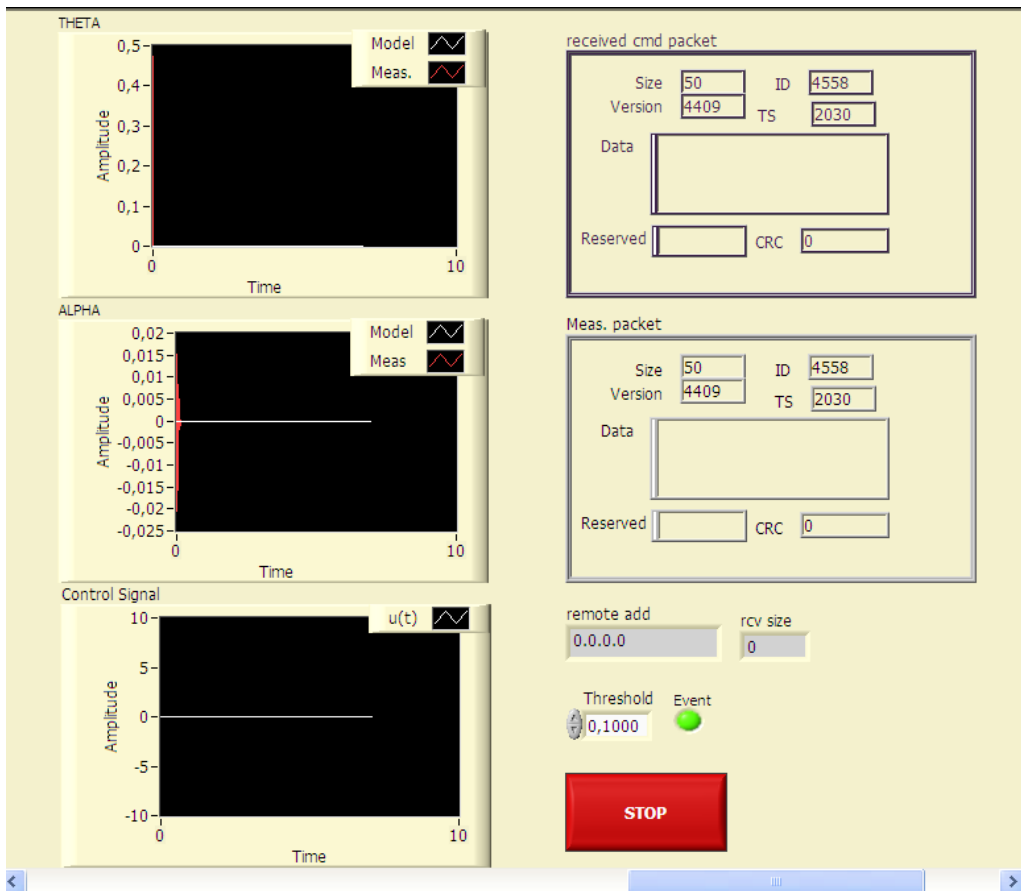 THETA
Model
Meas.
0,5
0,4
0,3
0,2
0,1
0
Amplitude
0
10
Time
ALPHA
Model
Meas
0,02
0,015
0,01
0,005
0
-0,005
-0,01
-0,015
-0,02
-0,025
Amplitude
0
10
Time
Control Signal
u(t)
10
5
0
-5
-10
Amplitude
0
10
Time
received cmd packet
Size 50 ID 4558
Version 4409 TS 2030
Data
Reserved CRC 0
Meas. packet
Size 50 ID 4558
Version 4409 TS 2030
Data
Reserved CRC 0
remote add rcv size
0.0.0.0 0
Threshold Event
0,1000
STOP